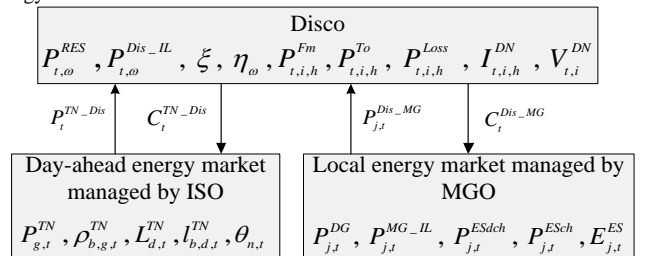 Disco
P_{t,ω}^{RES} , P_{t,ω}^{Dis_IL} , ξ , η_ω , P_{t,i,h}^{Fm} , P_{t,i,h}^{To} , P_{t,i,h}^{Loss} , I_{t,i,h}^{DN} , V_{t,i}^{DN}
P_t^{TN_Dis} C_t^{TN_Dis} P_{j,t}^{Dis_MG} C_t^{Dis_MG}
Day-ahead energy market
managed by ISO
P_{g,t}^{TN} , ρ_{b,g,t}^{TN} , L_{d,t}^{TN} , l_{b,d,t}^{TN} , θ_{n,t}
Local energy market managed by
MGO
P_{j,t}^{DG} , P_{j,t}^{MG_IL} , P_{j,t}^{ESdch} , P_{j,t}^{ESch} , E_{j,t}^{ES}